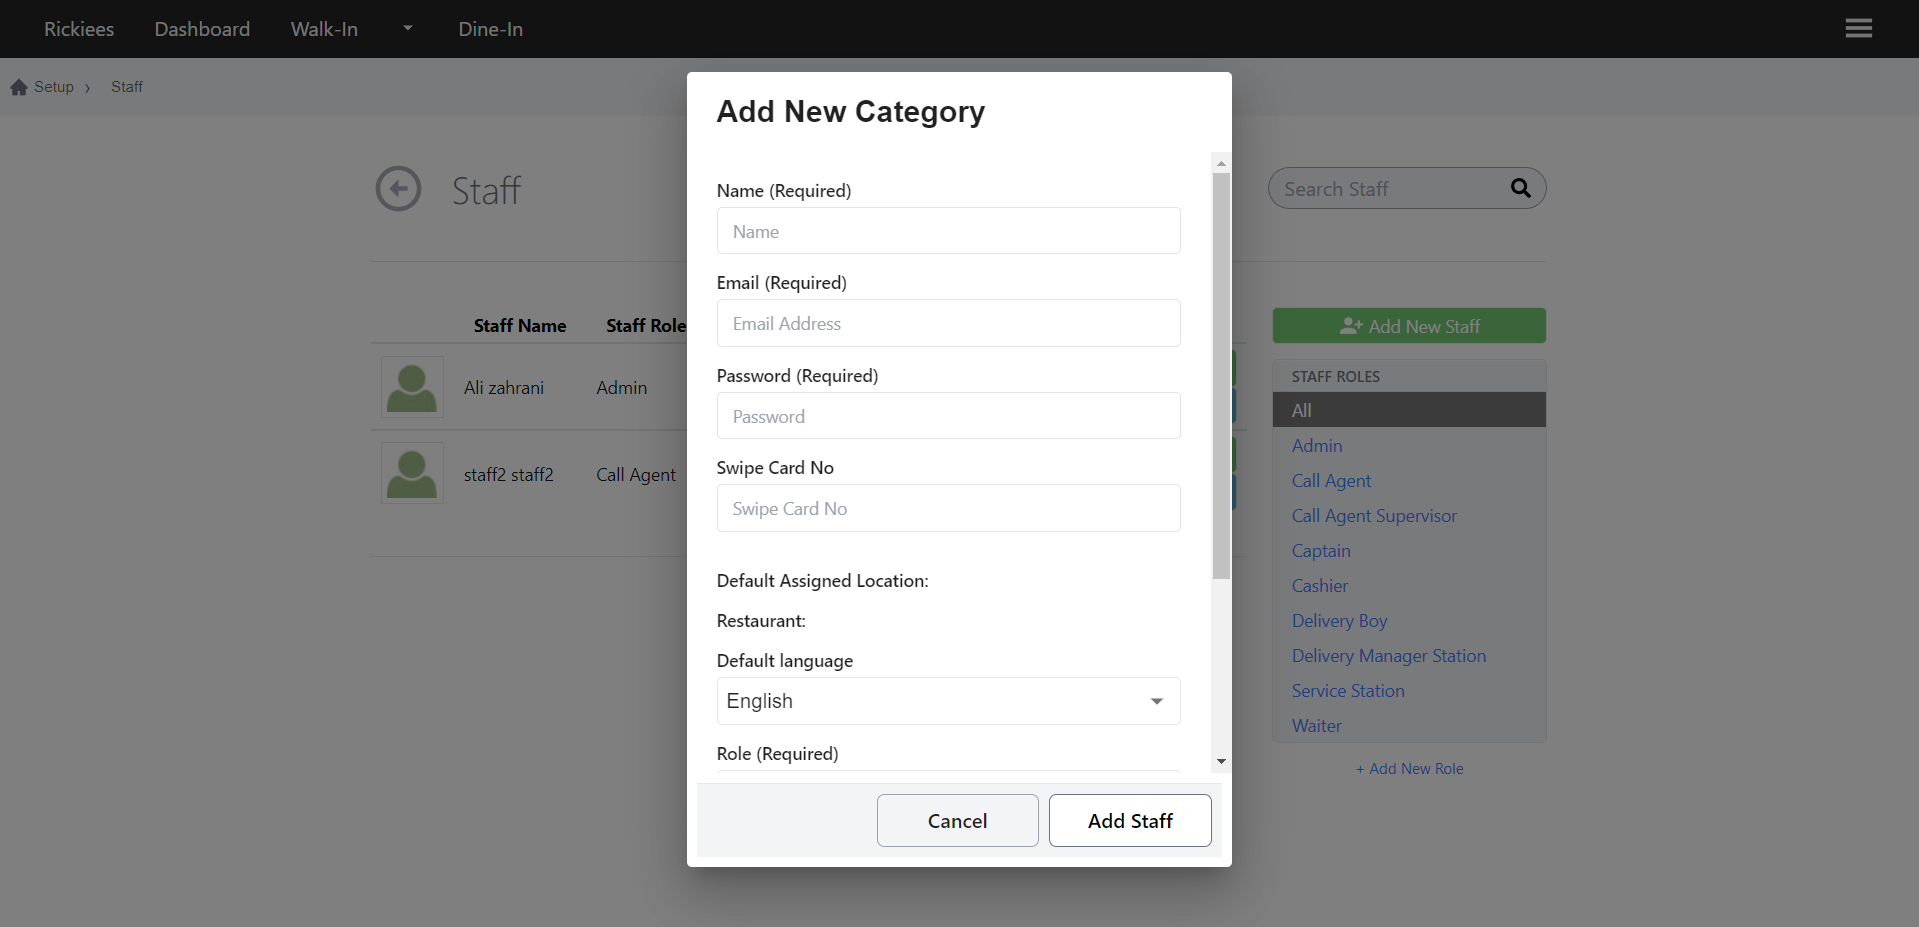 Rickiees Dashboard Walk-In Dine-In
Setup › Staff
Staff
Search Staff
Staff Name Staff Role
Ali zahrani Admin
staff2 staff2 Call Agent
Add New Category
Name (Required)
Name
Email (Required)
Email Address
Password (Required)
Password
Swipe Card No
Swipe Card No
Default Assigned Location:
Restaurant:
Default language
English
Role (Required)
Cancel Add Staff
Add New Staff
STAFF ROLES
All
Admin
Call Agent
Call Agent Supervisor
Captain
Cashier
Delivery Boy
Delivery Manager Station
Service Station
Waiter
+ Add New Role